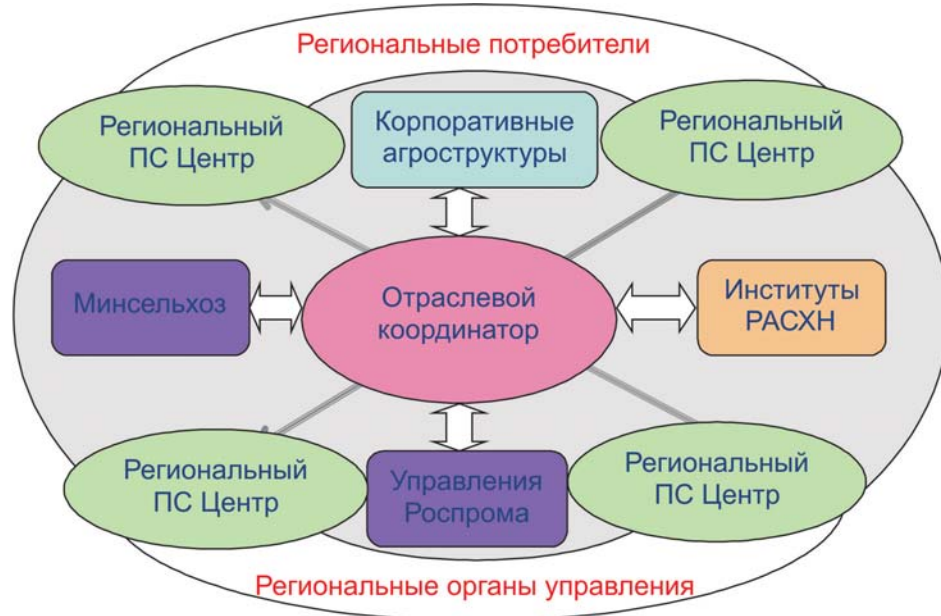 Региональные потребители
Региональный
ПС Центр
Корпоративные
агроструктуры
Региональный
ПС Центр
Минсельхоз
Отраслевой
координатор
Институты
РАСХН
Региональный
ПС Центр
Управления
Роспрома
Региональный
ПС Центр
Региональные органы управления